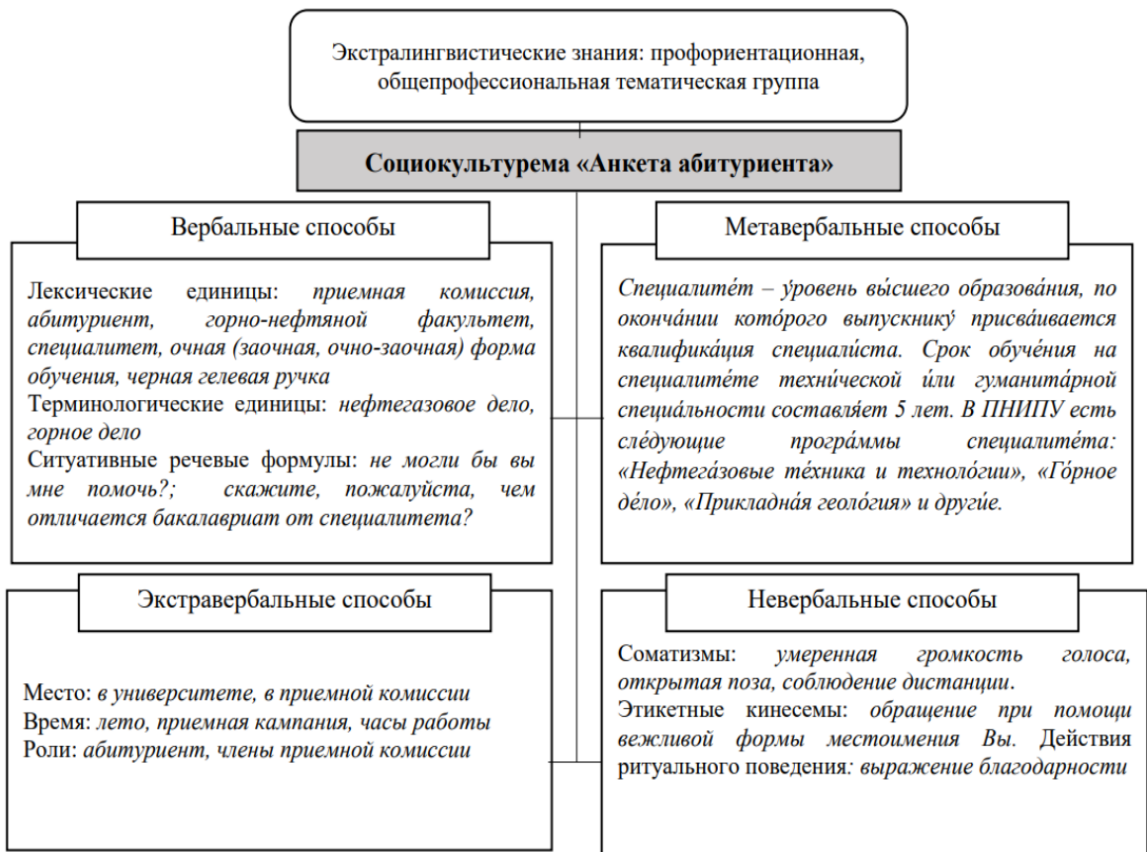 Экстралингвистические знания: профориентационная,
общепрофессиональная тематическая группа
Социокультурема «Анкета абитуриента»
Вербальные способы
Лексические единицы: приемная комиссия,
абитуриент, горно-нефтяной факультет,
специалитет, очная (заочная, очно-заочная) форма
обучения, черная гелевая ручка
Терминологические единицы: нефтегазовое дело,
горное дело
Ситуативные речевые формулы: не могли бы вы
мне помочь?; скажите, пожалуйста, чем
отличается бакалавриат от специалитета?
Метавербальные способы
Специалите́т – у́ровень вы́сшего образова́ния, по
оконча́нии кото́рого выпускнику́ присва́ивается
квалифика́ция специали́ста. Срок обуче́ния на
специалите́те техни́ческой и́ли гуманита́рной
специа́льности составля́ет 5 лет. В ПНИПУ есть
сле́дующие програ́ммы специалите́та:
«Нефтега́зовые те́хника и техноло́гии», «Го́рное
де́ло», «Прикладна́я геоло́гия» и други́е.
Экстравербальные способы
Место: в университете, в приемной комиссии
Время: лето, приемная кампания, часы работы
Роли: абитуриент, члены приемной комиссии
Невербальные способы
Соматизмы: умеренная громкость голоса,
открытая поза, соблюдение дистанции.
Этикетные кинесемы: обращение при помощи
вежливой формы местоимения Вы. Действия
ритуального поведения: выражение благодарности